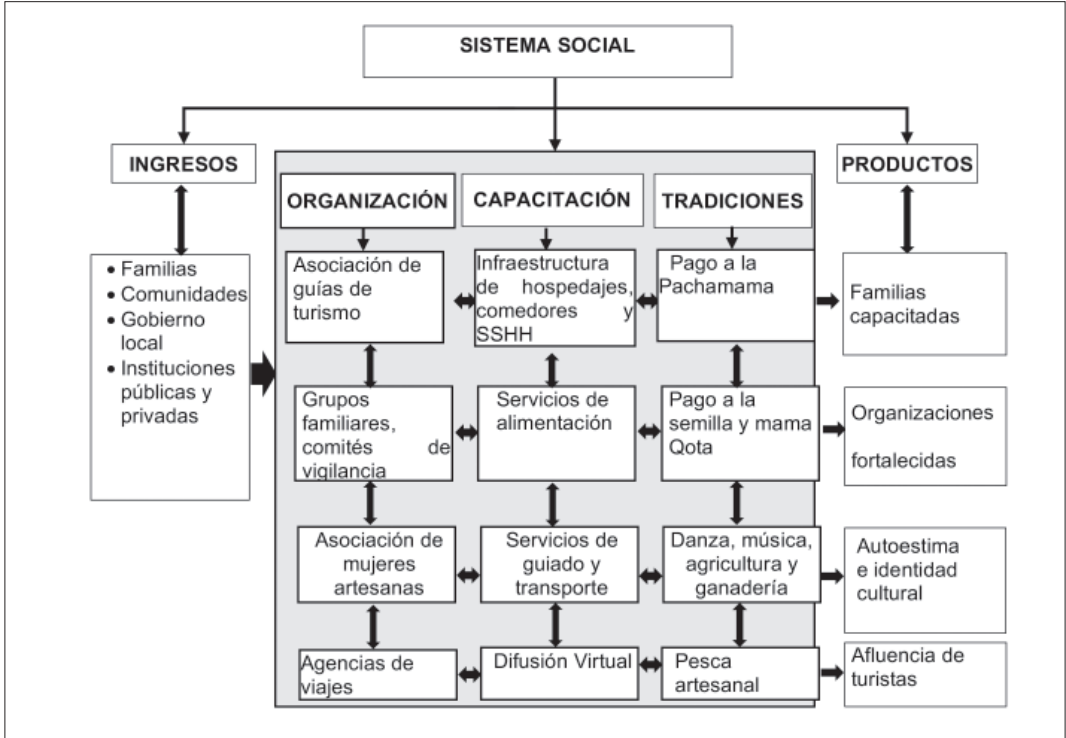 SISTEMA SOCIAL
INGRESOS
PRODUCTOS
ORGANIZACIÓN
CAPACITACIÓN
TRADICIONES
• Familias
• Comunidades
• Gobierno
local
• Instituciones
públicas y
privadas
Asociación de
guías de
turismo
Infraestructura
de hospedajes,
comedores y
SSHH
Pago a la
Pachamama
Familias
capacitadas
Grupos
familiares,
comités de
vigilancia
Servicios de
alimentación
Pago a la
semilla y mama
Qota
Organizaciones
fortalecidas
Asociación de
mujeres
artesanas
Servicios de
guiado y
transporte
Danza, música,
agricultura y
ganadería
Autoestima
e identidad
cultural
Agencias de
viajes
Difusión Virtual
Pesca
artesanal
Afluencia de
turistas